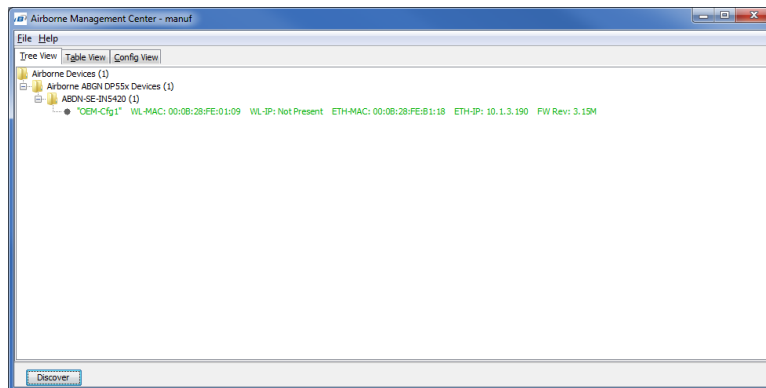 Airborne Management Center - manuf
File Help
Tree View Table View Config View
Airborne Devices (1)
Airborne ABGN DP55x Devices (1)
ABDN-SE-IN5420 (1)
"OEM-Cfg1" WL-MAC: 00:0B:28:FE:01:09 WL-IP: Not Present ETH-MAC: 00:0B:28:FE:B1:18 ETH-IP: 10.1.3.190 FW Rev: 3.15M
Discover